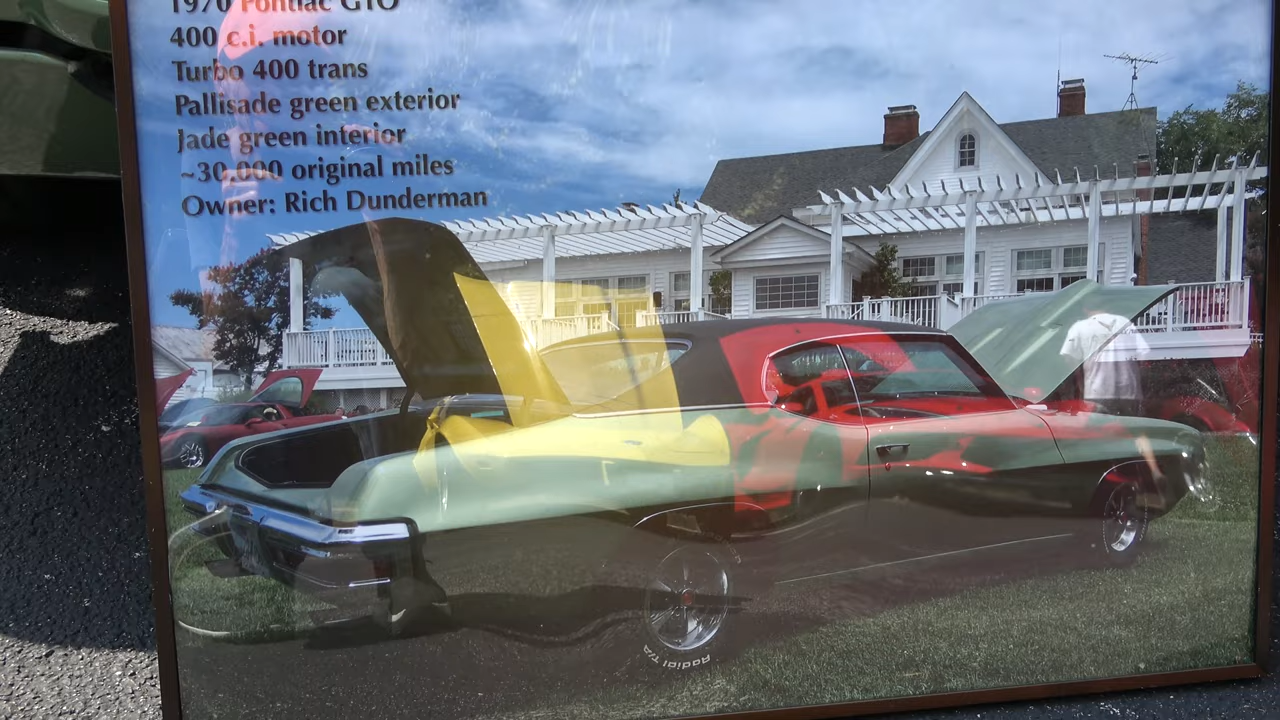 1970 Pontiac GTO
400 c.i. motor
Turbo 400 trans
Pallisade green exterior
Jade green interior
~30,000 original miles
Owner: Rich Dunderman
Radial T/A